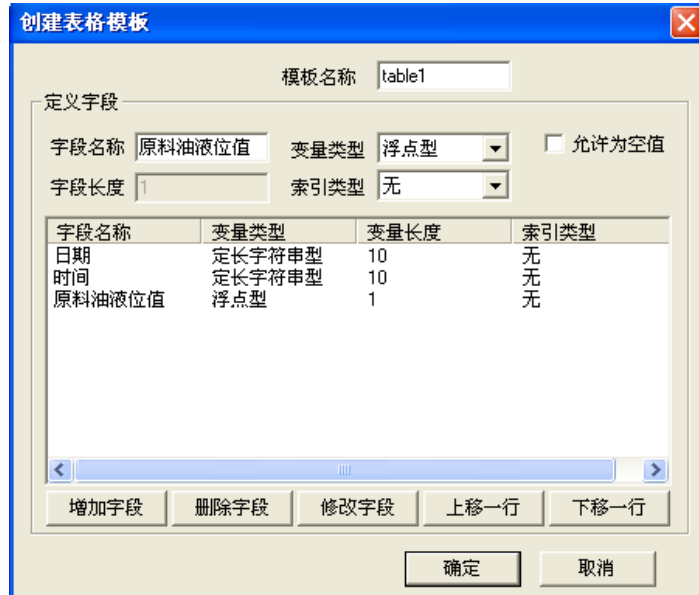 创建表格模板
模板名称 table1
定义字段
字段名称 原料油液位值 变量类型 浮点型 允许为空值
字段长度 1 索引类型 无
字段名称 变量类型 变量长度 索引类型
日期 定长字符串型 10 无
时间 定长字符串型 10 无
原料油液位值 浮点型 1 无
增加字段 删除字段 修改字段 上移一行 下移一行
确定 取消